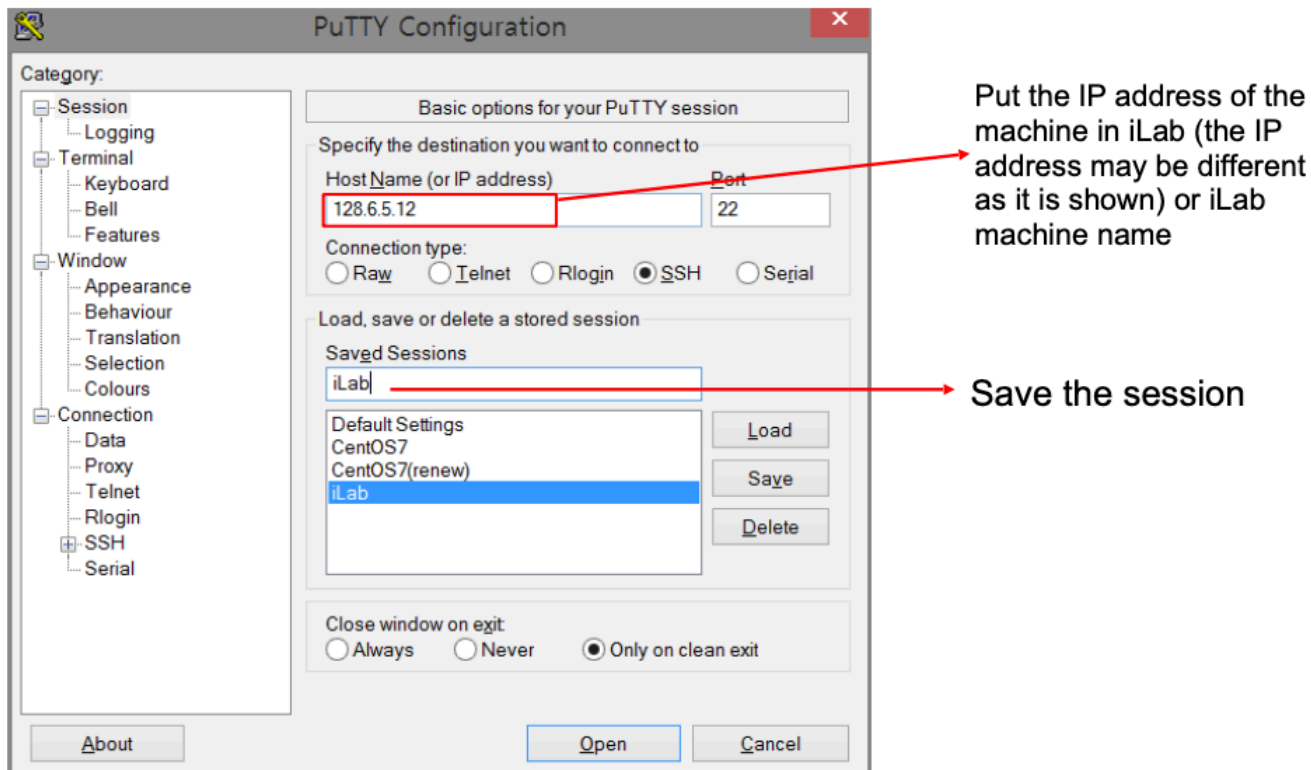 PuTTY Configuration
Category:
Session
Logging
Terminal
Keyboard
Bell
Features
Window
Appearance
Behaviour
Translation
Selection
Colours
Connection
Data
Proxy
Telnet
Rlogin
SSH
Serial
Basic options for your PuTTY session
Specify the destination you want to connect to
Host Name (or IP address) Port
128.6.5.12 22
Connection type:
Raw Telnet Rlogin SSH Serial
Load, save or delete a stored session
Saved Sessions
iLab
Default Settings
CentOS7
CentOS7(renew)
iLab
Load
Save
Delete
Close window on exit:
Always Never Only on clean exit
About Open Cancel
Put the IP address of the
machine in iLab (the IP
address may be different
as it is shown) or iLab
machine name
Save the session